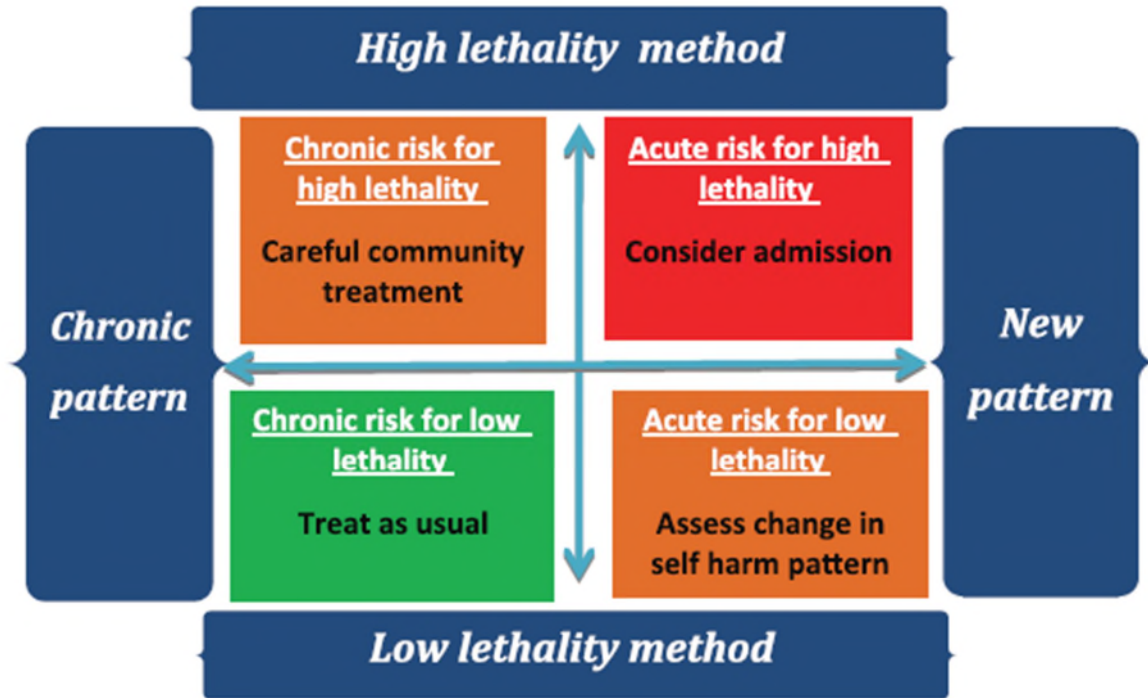 High lethality method
Chronic
pattern
Chronic risk for
high lethality
Careful community
treatment
Acute risk for high
lethality
Consider admission
New
pattern
Chronic risk for low
lethality
Treat as usual
Acute risk for low
lethality
Assess change in
self harm pattern
Low lethality method